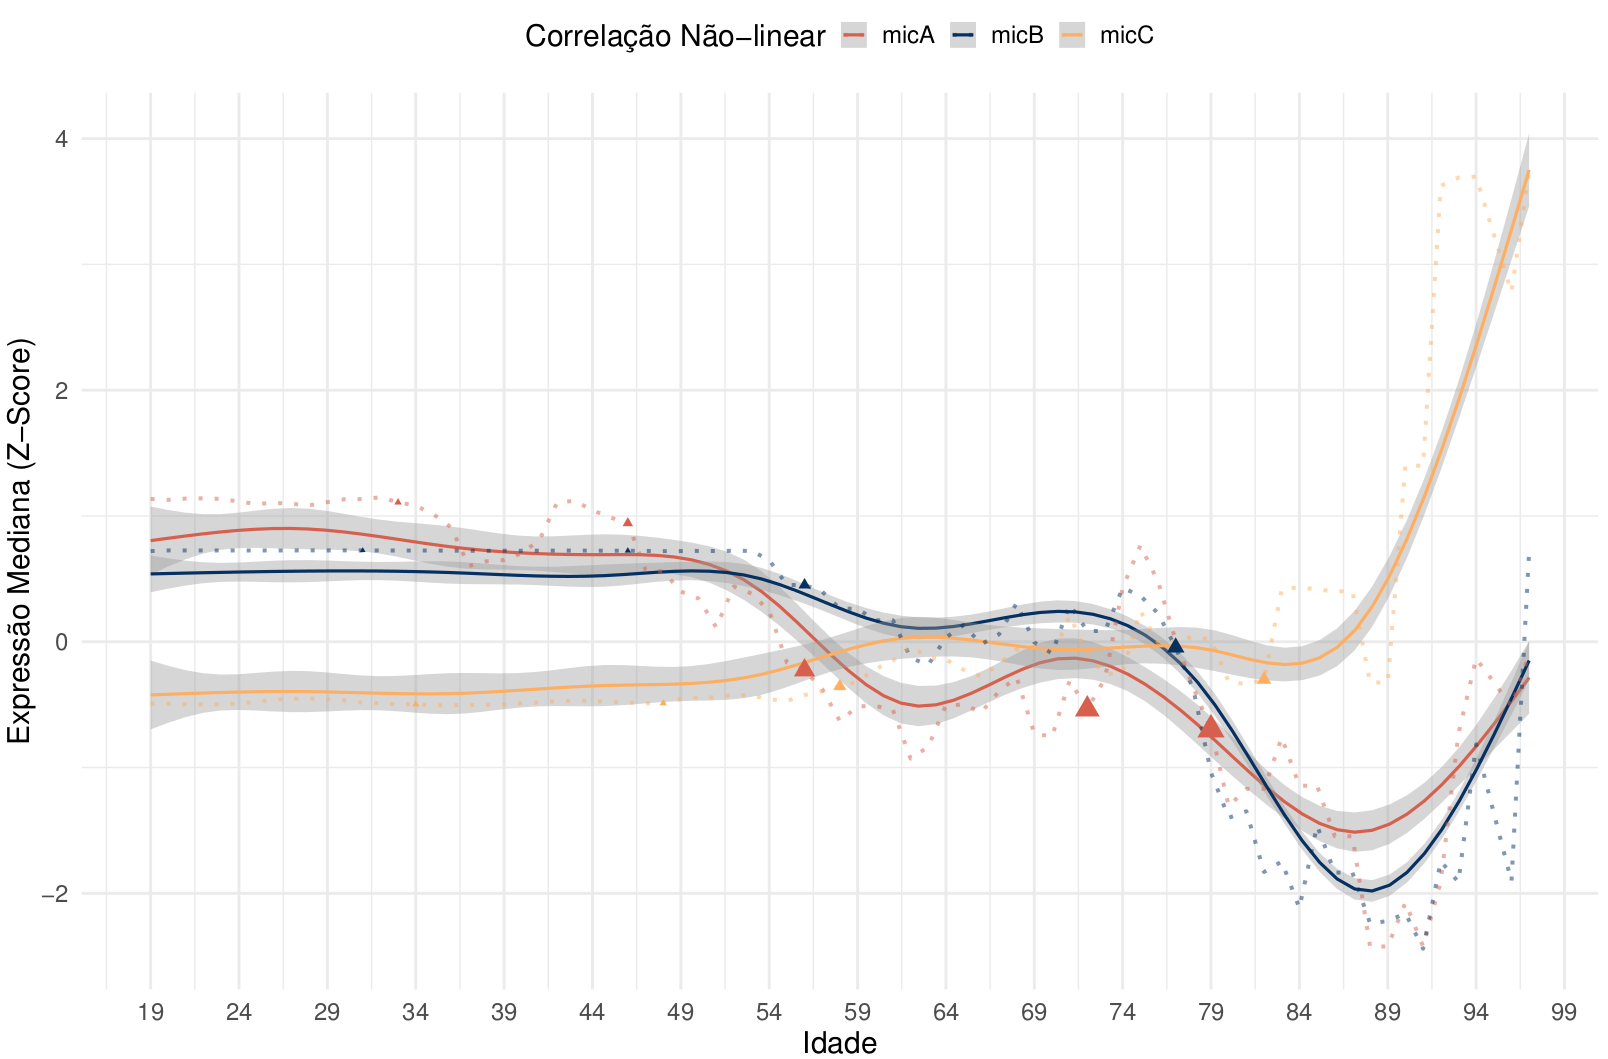 Correlação Não−linear micA micB micC
Expressão Mediana (Z−Score)
4
2
0
−2
19 24 29 34 39 44 49 54 59 64 69 74 79 84 89 94 99
Idade